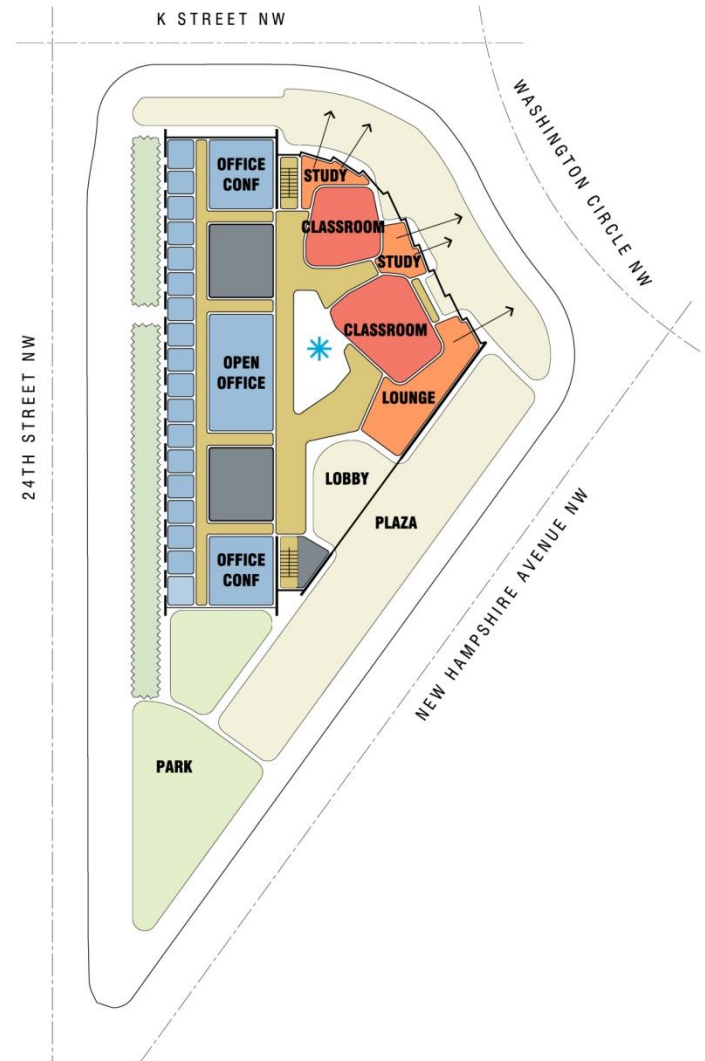 K STREET NW
WASHINGTON CIRCLE NW
OFFICE
CONF
STUDY
CLASSROOM
STUDY
CLASSROOM
OPEN
OFFICE
LOUNGE
24TH STREET NW
LOBBY
PLAZA
NEW HAMPSHIRE AVENUE NW
OFFICE
CONF
PARK